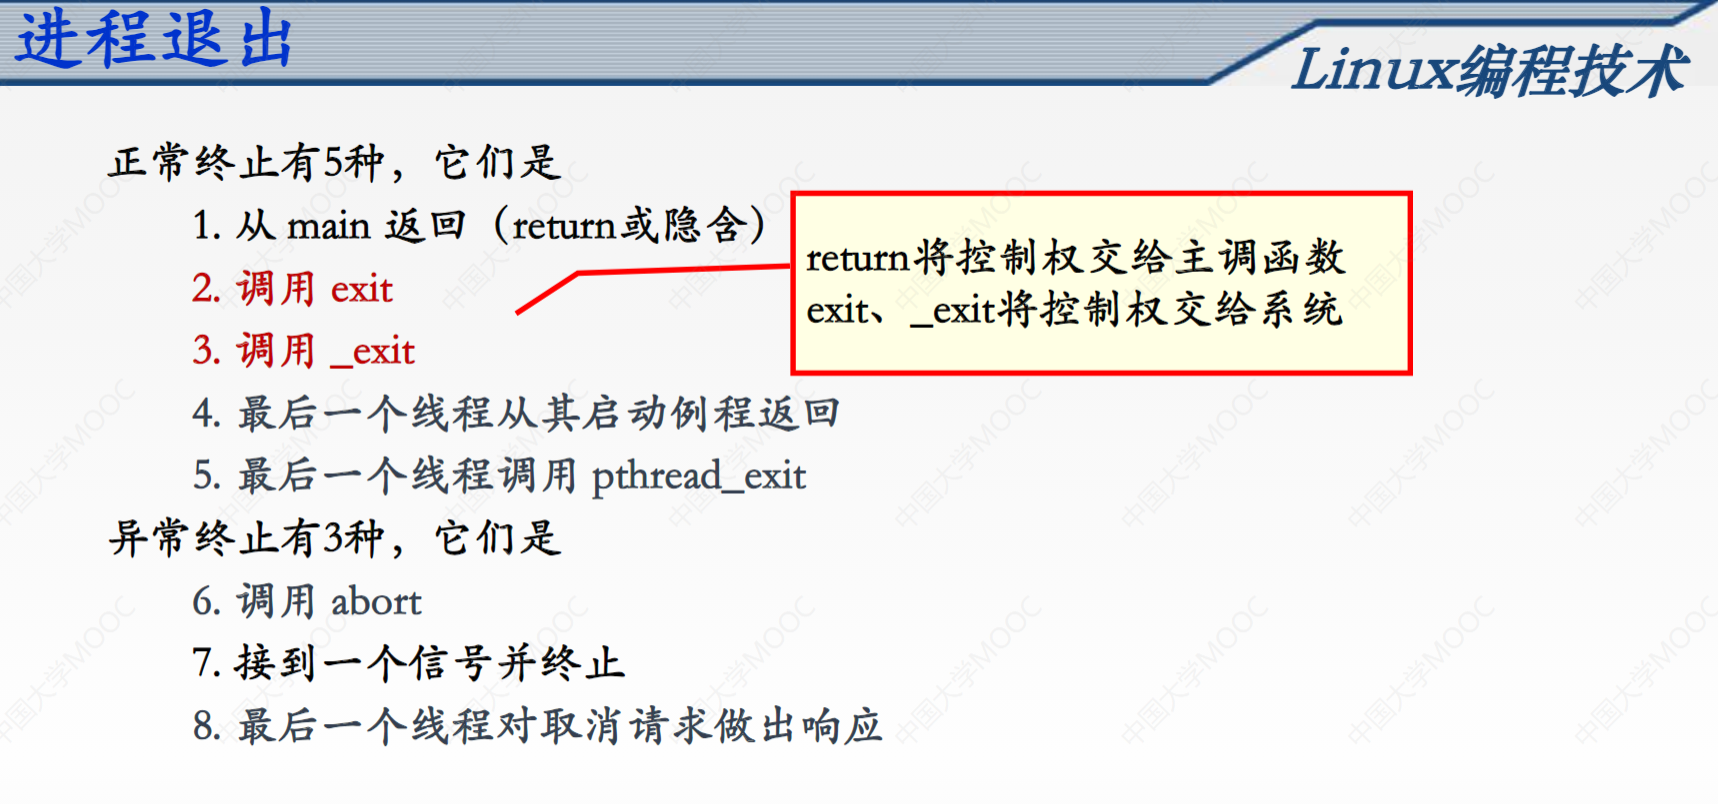 进程退出
Linux编程技术
正常终止有5种，它们是
1. 从 main 返回（return或隐含）
2. 调用 exit
3. 调用 _exit
return将控制权交给主调函数
exit、_exit将控制权交给系统
4. 最后一个线程从其启动例程返回
5. 最后一个线程调用 pthread_exit
异常终止有3种，它们是
6. 调用 abort
7. 接到一个信号并终止
8. 最后一个线程对取消请求做出响应
中国大学MOOC